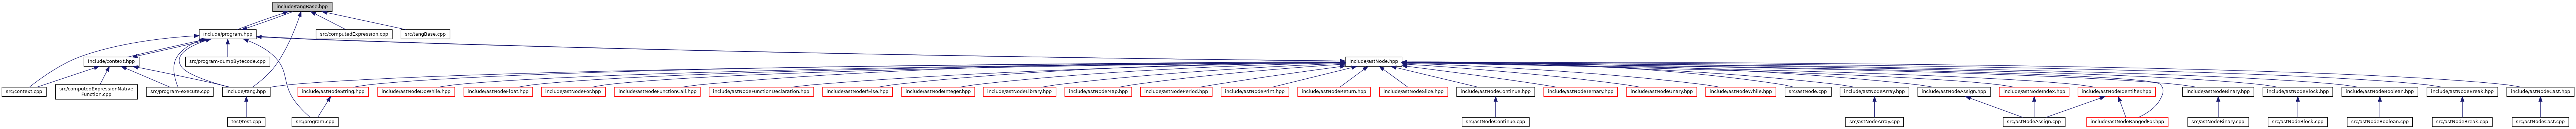 include/tangBase.hpp
include/program.hpp
src/computedExpression.cpp
src/tangBase.cpp
include/context.hpp
src/program-dumpBytecode.cpp
include/astNode.hpp
src/context.cpp
src/computedExpressionNative
Function.cpp
src/program-execute.cpp
include/tang.hpp
include/astNodeString.hpp
include/astNodeDoWhile.hpp
include/astNodeFloat.hpp
include/astNodeFor.hpp
include/astNodeFunctionCall.hpp
include/astNodeFunctionDeclaration.hpp
include/astNodeIfElse.hpp
include/astNodeInteger.hpp
include/astNodeLibrary.hpp
include/astNodeMap.hpp
include/astNodePeriod.hpp
include/astNodePrint.hpp
include/astNodeReturn.hpp
include/astNodeSlice.hpp
include/astNodeContinue.hpp
include/astNodeTernary.hpp
include/astNodeUnary.hpp
include/astNodeWhile.hpp
src/astNode.cpp
include/astNodeArray.hpp
include/astNodeAssign.hpp
include/astNodeIndex.hpp
include/astNodeIdentifier.hpp
include/astNodeBinary.hpp
include/astNodeBlock.hpp
include/astNodeBoolean.hpp
include/astNodeBreak.hpp
include/astNodeCast.hpp
test/test.cpp
src/program.cpp
src/astNodeContinue.cpp
src/astNodeArray.cpp
src/astNodeAssign.cpp
include/astNodeRangedFor.hpp
src/astNodeBinary.cpp
src/astNodeBlock.cpp
src/astNodeBoolean.cpp
src/astNodeBreak.cpp
src/astNodeCast.cpp